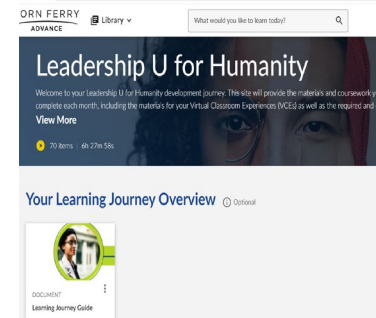 ORN FERRY
ADVANCE
Library
What would you like to learn today?
Leadership U for Humanity
Welcome to your Leadership U for Humanity development journey. This site will provide the materials and coursework y
complete each month, including the materials for your Virtual Classroom Experiences (VCEs) as well as the required and
View More
70 items | 6h 27m 58s
Your Learning Journey Overview
Optional
DOCUMENT
Learning Journey Guide